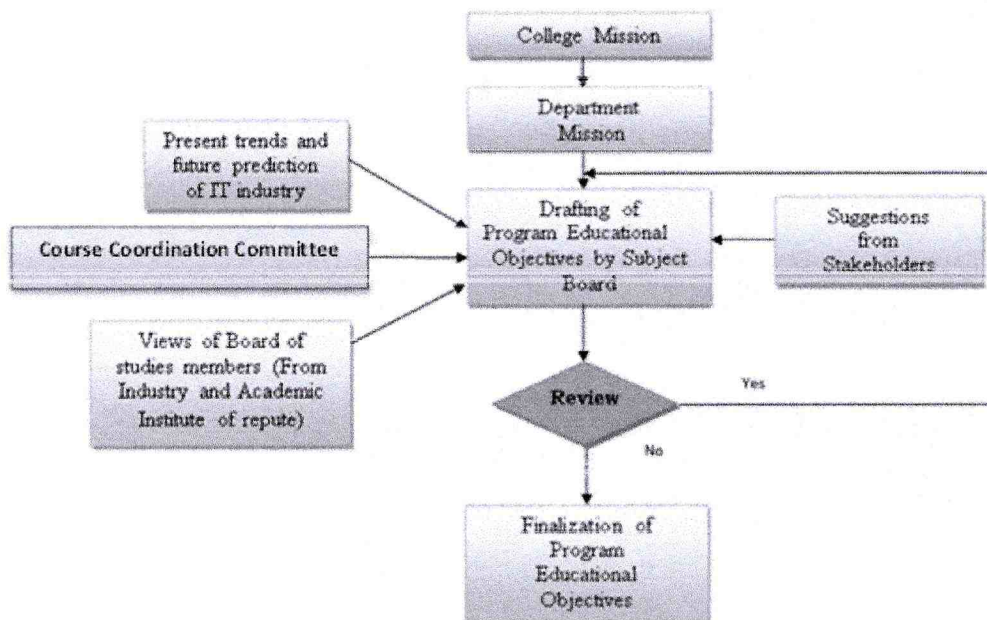 College Mission
Department
Mission
Present trends and
future prediction
of IT industry
Course Coordination Committee
Views of Board of
studies members (From
Industry and Academic
Institute of repute)
Drafting of
Program Educational
Objectives by Subject
Board
Suggestions
from
Stakeholders
Review
Yes
No
Finalization of
Program
Educational
Objectives